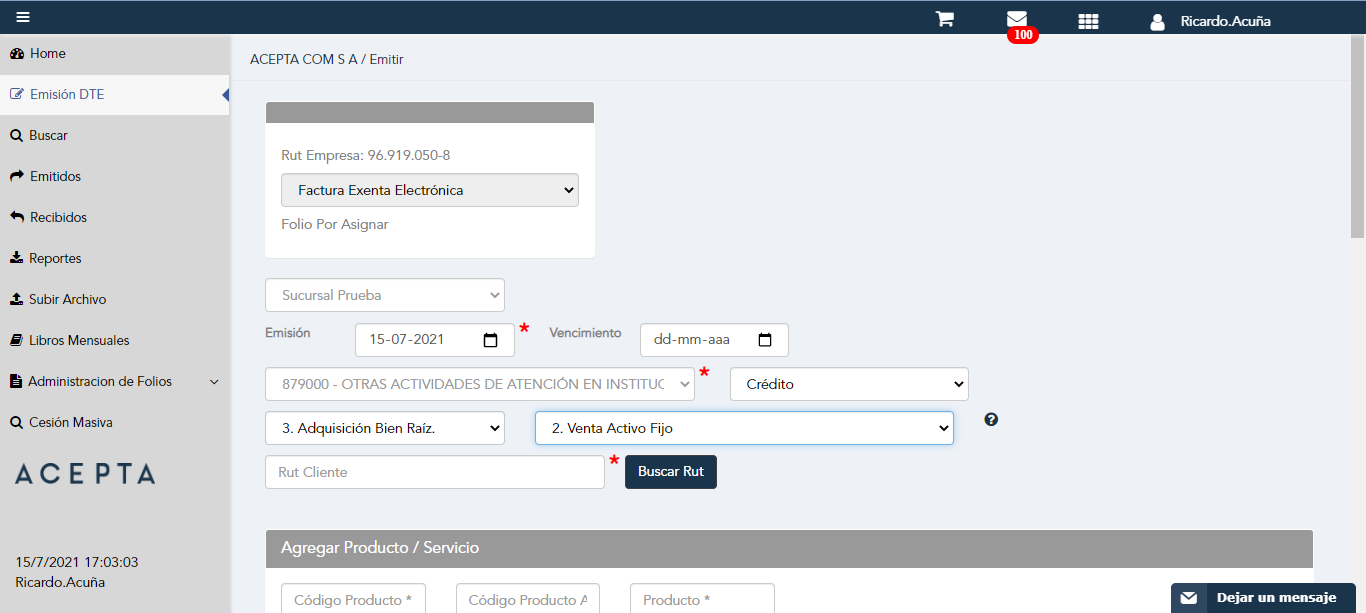 Ricardo.Acuña
100
Home
ACEPTA COM S A / Emitir
Emisión DTE
Buscar
Emitidos
Recibidos
Reportes
Subir Archivo
Libros Mensuales
Administracion de Folios
Cesión Masiva
ACEPTA
15/7/2021 17:03:03
Ricardo.Acuña
Rut Empresa: 96.919.050-8
Factura Exenta Electrónica
Folio Por Asignar
Sucursal Prueba
Emisión 15-07-2021 * Vencimiento dd-mm-aaa
879000 - OTRAS ACTIVIDADES DE ATENCIÓN EN INSTITUC * Crédito
3. Adquisición Bien Raíz. 2. Venta Activo Fijo ?
Rut Cliente * Buscar Rut
Agregar Producto / Servicio
Código Producto * Código Producto A Producto *
Dejar un mensaje